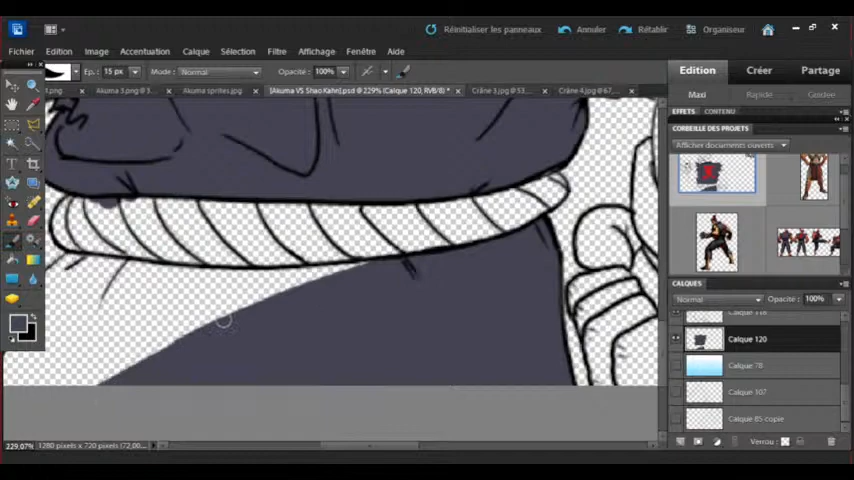 Réinitialiser les panneaux Annuler Rétablir Organiseur
Fichier Edition Image Accentuation Calque Sélection Filtre Affichage Fenêtre Aide
Ep.: 15 px Mode: Normal Opacité: 100%
Edition Créer Partage
Akuma 3.png@3... Akuma sprites.jpg [Akuma VS Shao Kahn].psd @ 229% (Calque 120, RVB/8) * Crâne 3.jpg@53... Crâne 4.jpg@67...
Maxi Rapide Guidée
EFFETS CONTENU
CORBEILLE DES PROJETS
Afficher documents ouverts
CALQUES
Normal Opacité: 100%
Calque 120
Calque 78
Calque 107
Calque 85 copie
Verrou:
229,07% 1280 pixels x 720 pixels (72,00...